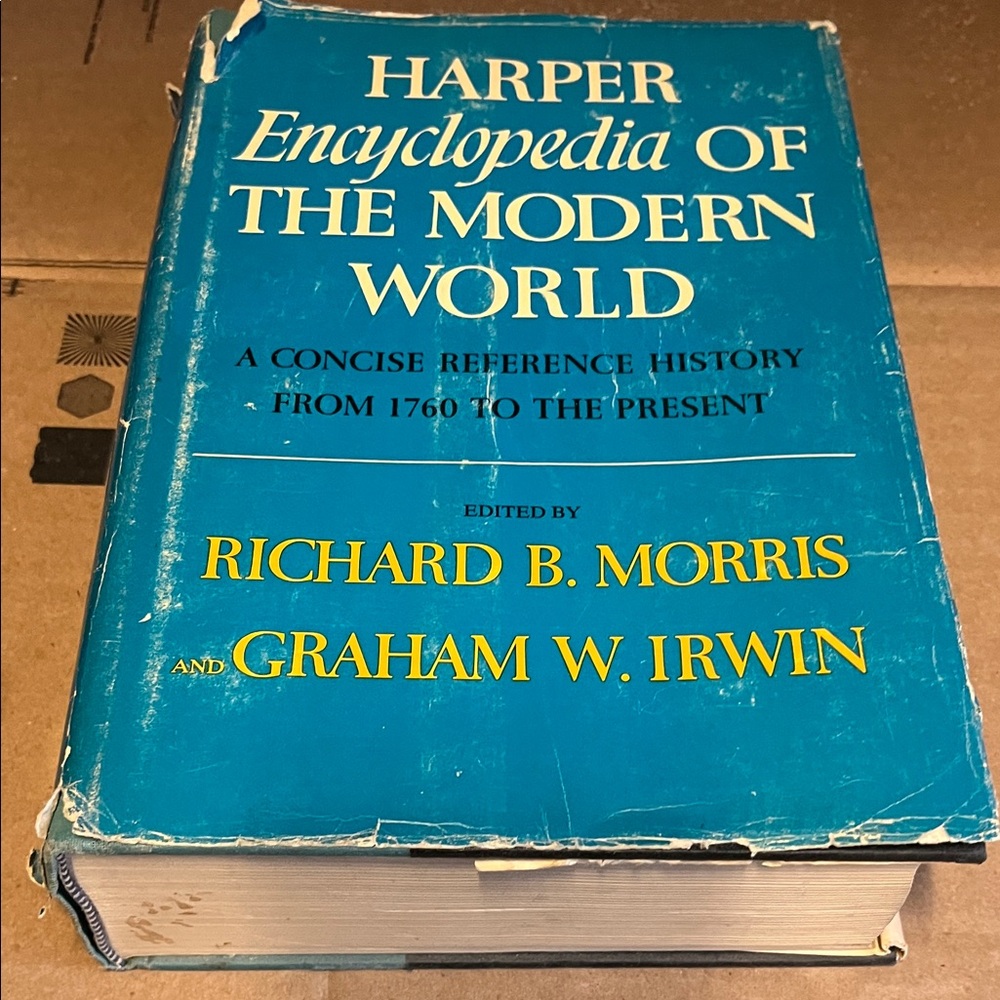 HARPER
Encyclopedia OF
THE MODERN
WORLD
A CONCISE REFERENCE HISTORY
FROM 1760 TO THE PRESENT
EDITED BY
RICHARD B. MORRIS
AND GRAHAM W. IRWIN